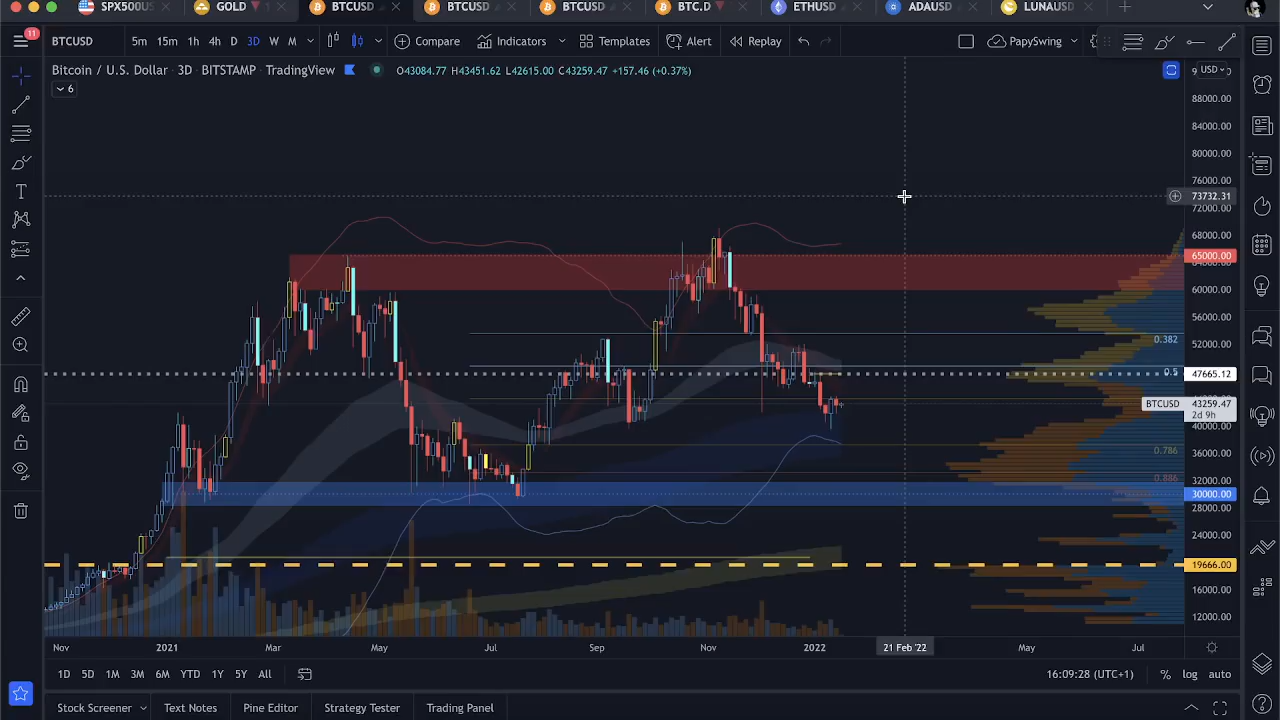 SPX500U GOLD 1 BTCUSD BTCUSD BTCUSD BTC.D ETHUSD ADAUSD LUNAUSD
11
BTCUSD 5m 15m 1h 4h D 3D W M Compare Indicators Templates Alert Replay PapySwing
Bitcoin / U.S. Dollar · 3D · BITSTAMP · TradingView O43084.77 H43451.62 L42615.00 C43259.47 +157.46 (+0.37%)
USD
6
88000.00
84000.00
80000.00
76000.00
73732.31
72000.00
68000.00
65000.00
60000.00
56000.00
0.382
52000.00
0.5 47665.12
BTCUSD 43259.47
2d 9h
40000.00
0.786
36000.00
0.886
32000.00
30000.00
28000.00
24000.00
19666.00
16000.00
12000.00
Nov 2021 Mar May Jul Sep Nov 2022 21 Feb '22 May Jul
1D 5D 1M 3M 6M YTD 1Y 5Y All 16:09:28 (UTC+1) % log auto
Stock Screener Text Notes Pine Editor Strategy Tester Trading Panel